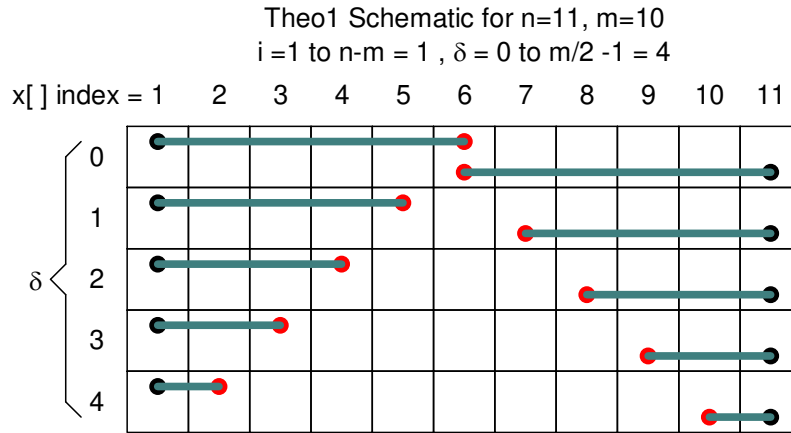 Theo1 Schematic for n=11, m=10
i =1 to n-m = 1 , δ = 0 to m/2 -1 = 4
x[ ] index = 1 2 3 4 5 6 7 8 9 10 11
0
1
2
δ
3
4